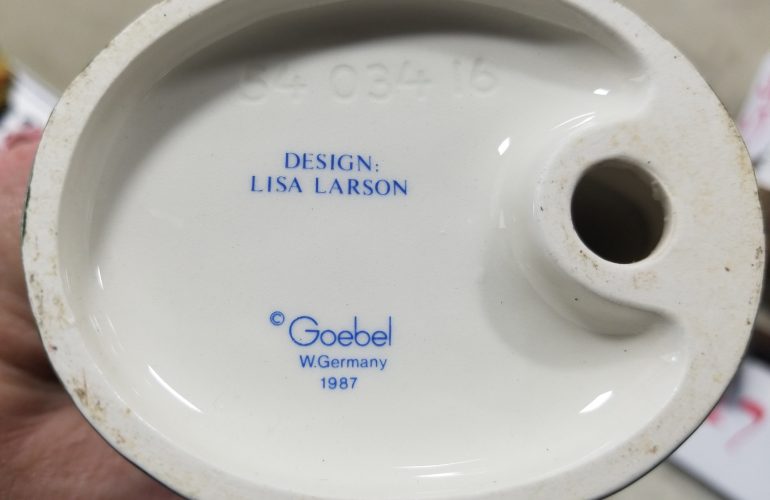 54 034 16
DESIGN:
LISA LARSON
© Goebel
W.Germany
1987